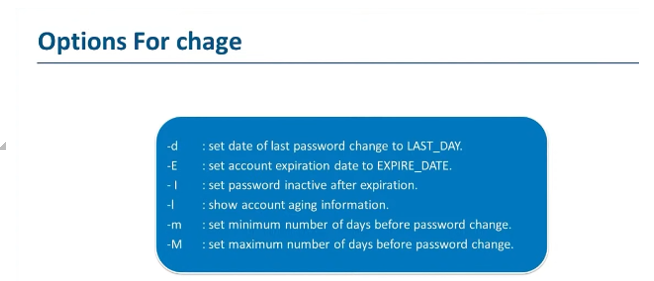 Options For chage
-d : set date of last password change to LAST_DAY.
-E : set account expiration date to EXPIRE_DATE.
- I : set password inactive after expiration.
-l : show account aging information.
-m : set minimum number of days before password change.
-M : set maximum number of days before password change.